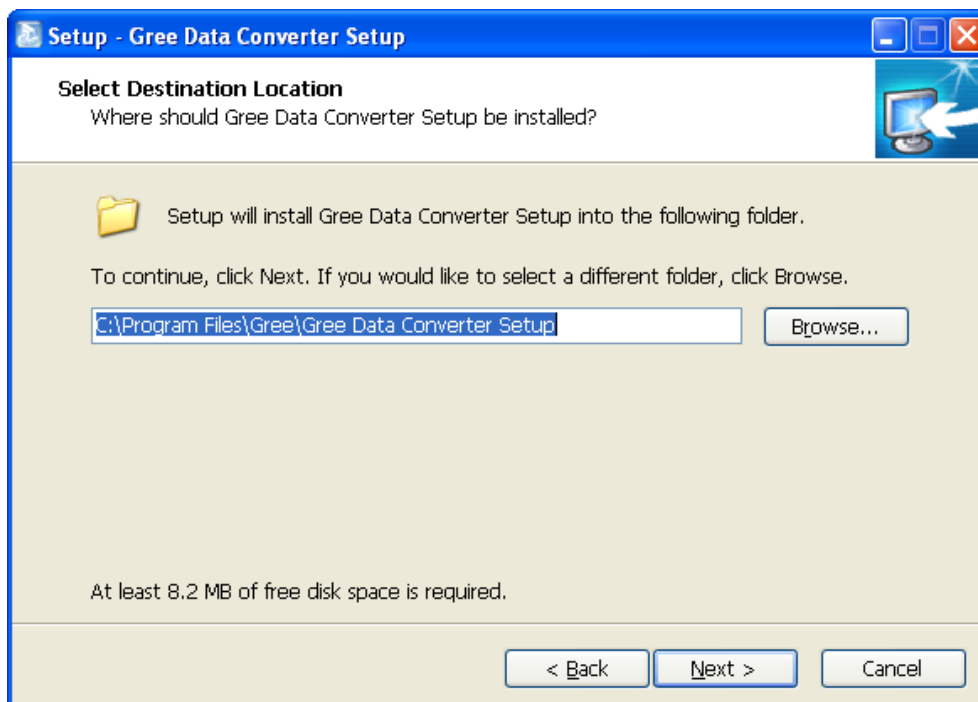 Setup - Gree Data Converter Setup
Select Destination Location
Where should Gree Data Converter Setup be installed?
Setup will install Gree Data Converter Setup into the following folder.
To continue, click Next. If you would like to select a different folder, click Browse.
C:\Program Files\Gree\Gree Data Converter Setup
Browse...
At least 8.2 MB of free disk space is required.
< Back
Next >
Cancel